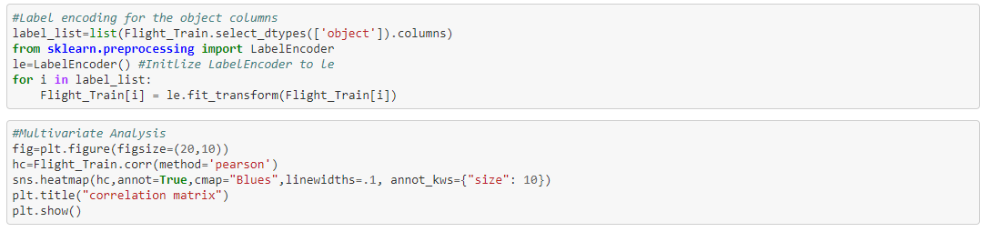 #Label encoding for the object columns
label_list=list(Flight_Train.select_dtypes(['object']).columns)
from sklearn.preprocessing import LabelEncoder
le=LabelEncoder() #Initlize LabelEncoder to le
for i in label_list:
    Flight_Train[i] = le.fit_transform(Flight_Train[i])
#Multivariate Analysis
fig=plt.figure(figsize=(20,10))
hc=Flight_Train.corr(method='pearson')
sns.heatmap(hc,annot=True,cmap="Blues",linewidths=.1, annot_kws={"size": 10})
plt.title("correlation matrix")
plt.show()